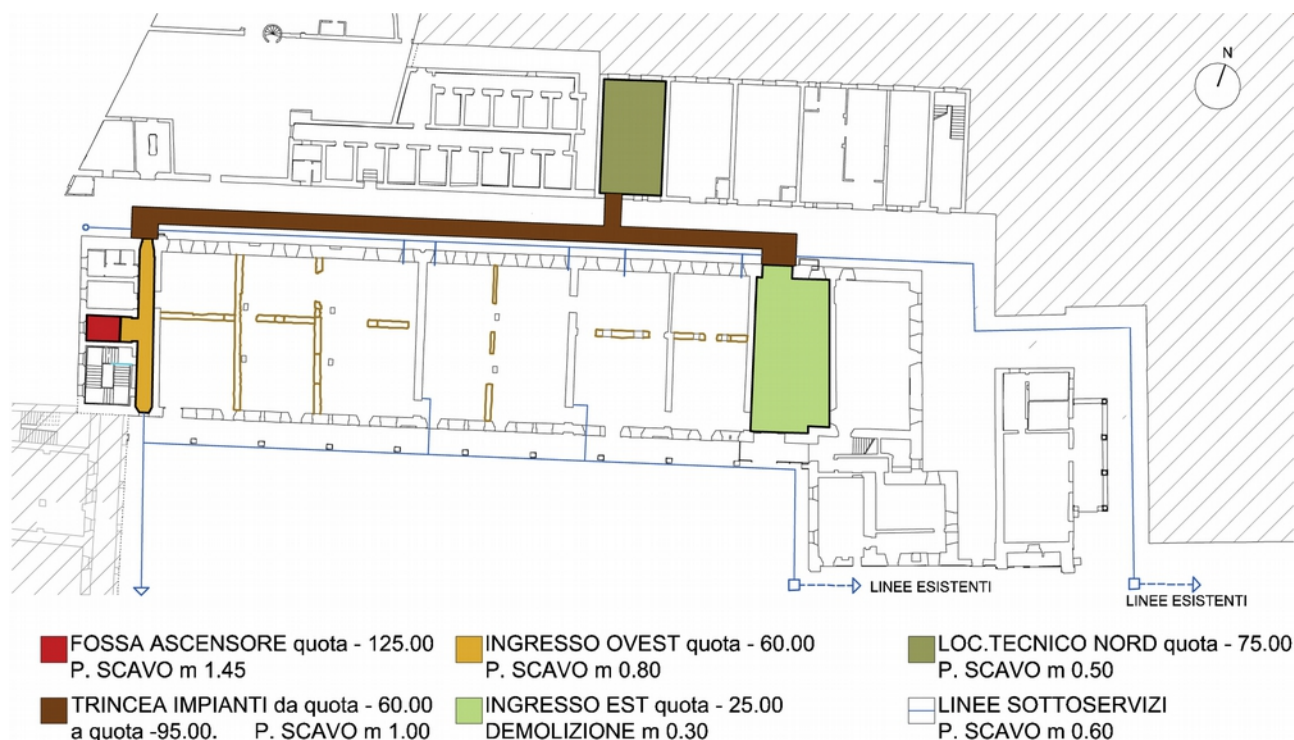 N
LINEE ESISTENTI
LINEE ESISTENTI
FOSSA ASCENSORE quota - 125.00
P. SCAVO m 1.45
INGRESSO OVEST quota - 60.00
P. SCAVO m 0.80
LOC.TECNICO NORD quota - 75.00
P. SCAVO m 0.50
TRINCEA IMPIANTI da quota - 60.00
a quota -95.00. P. SCAVO m 1.00
INGRESSO EST quota - 25.00
DEMOLIZIONE m 0.30
LINEE SOTTOSERVIZI
P. SCAVO m 0.60